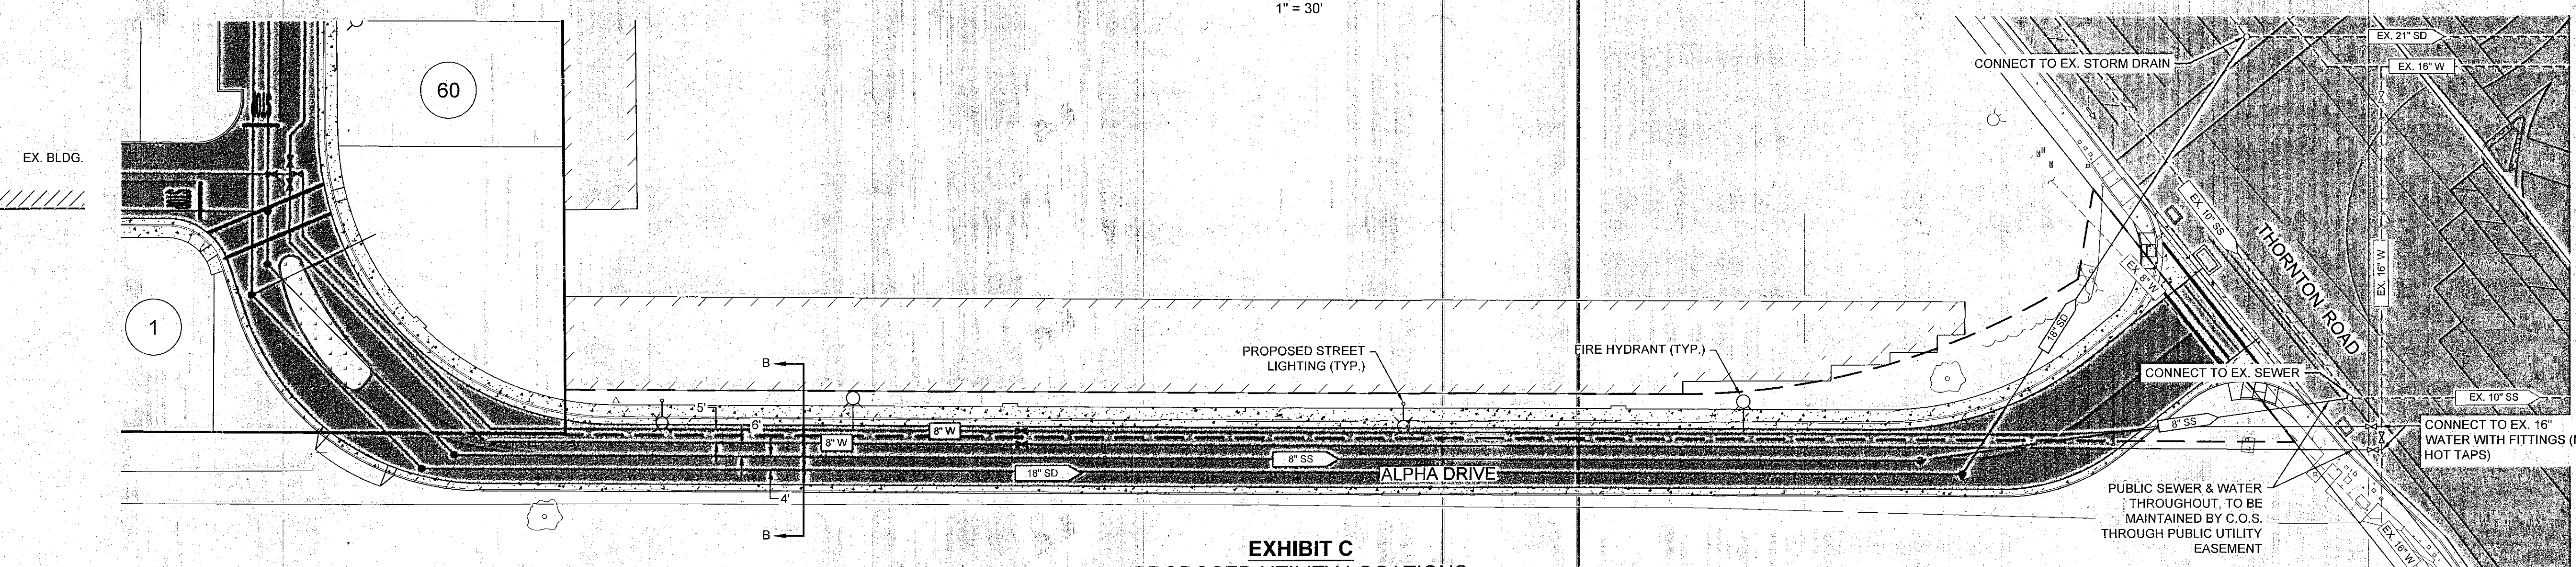 1" = 30'
EX. 21" SD
CONNECT TO EX. STORM DRAIN
EX. 16" W
60
EX. BLDG.
EX. 10" SS
THORNTON ROAD
EX. 16" W
EX. 8" W
1
18" SD
PROPOSED STREET
LIGHTING (TYP.)
FIRE HYDRANT (TYP.)
B
CONNECT TO EX. SEWER
5'
6'
8" W
8" W
EX. 10" SS
8" SS
CONNECT TO EX. 16"
WATER WITH FITTINGS
HOT TAPS)
8" SS
18" SD
ALPHA DRIVE
4'
PUBLIC SEWER & WATER
THROUGHOUT, TO BE
MAINTAINED BY C.O.S.
THROUGH PUBLIC UTILITY
EASEMENT
B
EX. 16" W
EXHIBIT C
PROPOSED UTILITY LOCATIONS